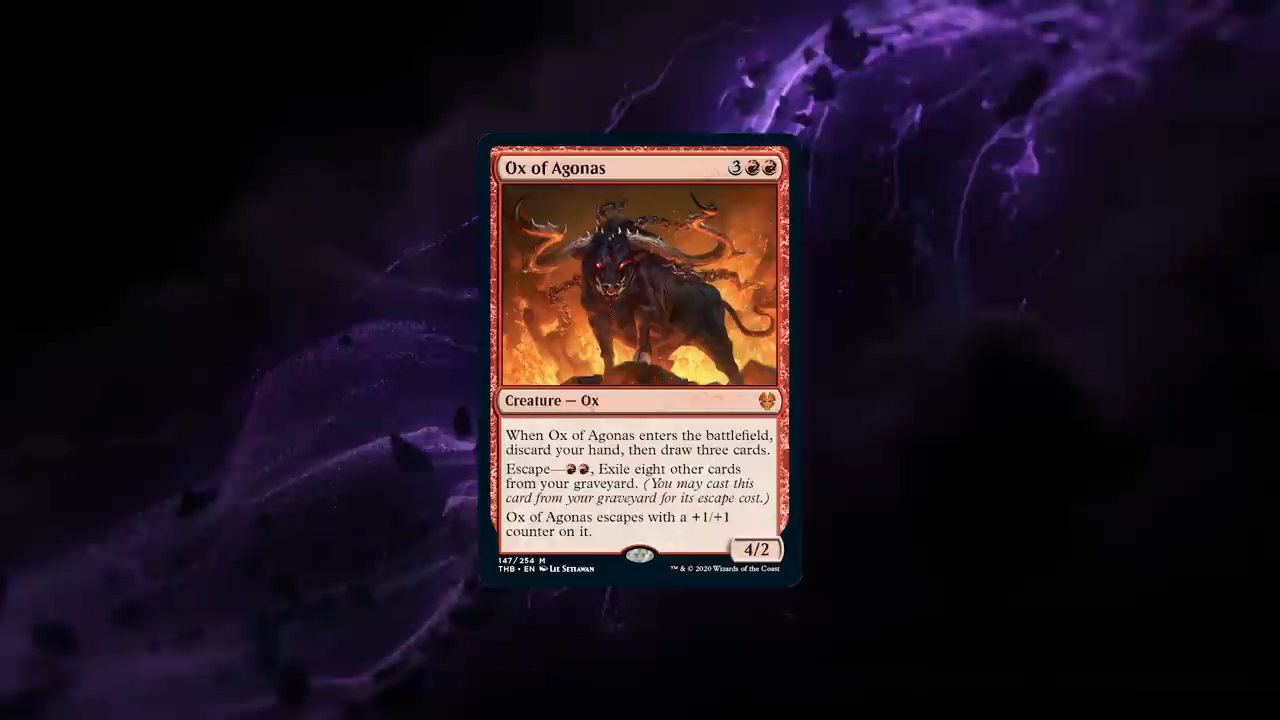 Ox of Agonas 3
Creature — Ox
When Ox of Agonas enters the battlefield,
discard your hand, then draw three cards.
Escape—, Exile eight other cards
from your graveyard. (You may cast this
card from your graveyard for its escape cost.)
Ox of Agonas escapes with a +1/+1
counter on it.
4/2
147/254 M
THB • EN Lie Setiawan
™ & © 2020 Wizards of the Coast